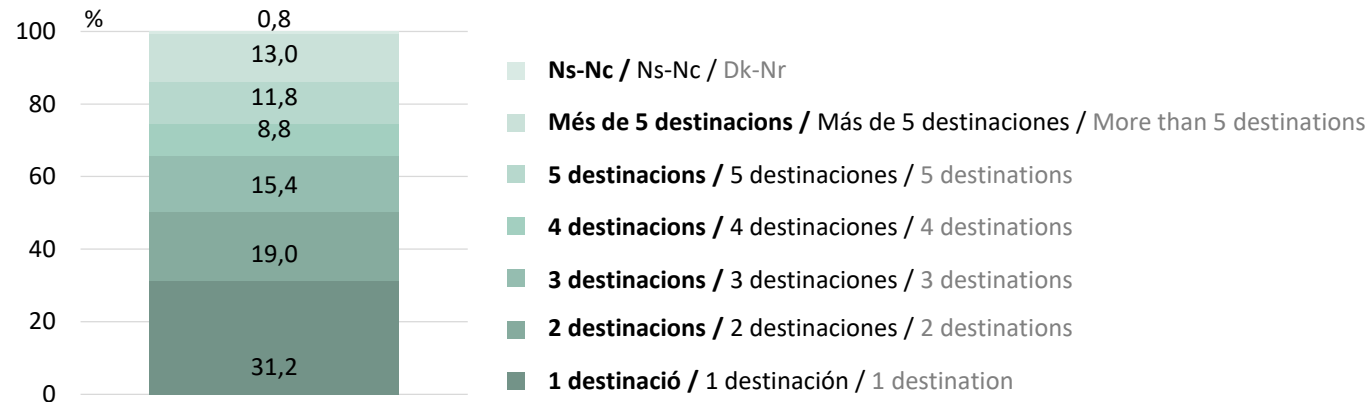 % 0,8
100
13,0
Ns-Nc / Ns-Nc / Dk-Nr
11,8
80
Més de 5 destinacions / Más de 5 destinaciones / More than 5 destinations
8,8
60
15,4
5 destinacions / 5 destinaciones / 5 destinations
4 destinacions / 4 destinaciones / 4 destinations
40
19,0
3 destinacions / 3 destinaciones / 3 destinations
20
2 destinacions / 2 destinaciones / 2 destinations
31,2
1 destinació / 1 destinación / 1 destination
0